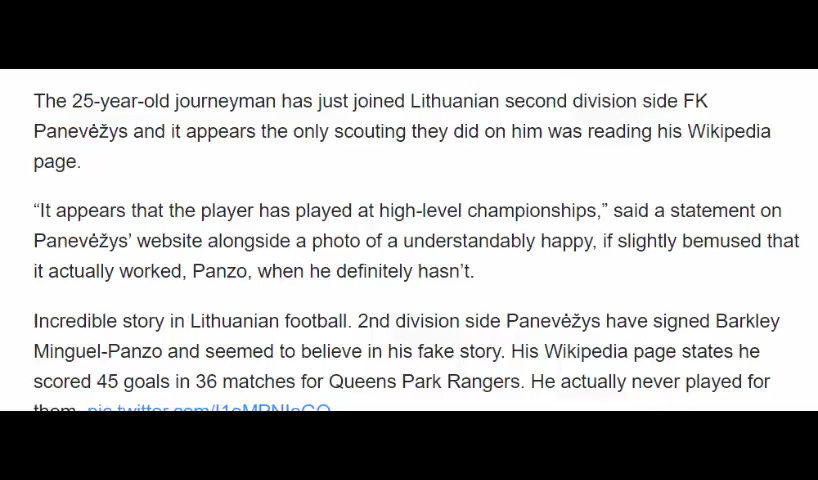 The 25-year-old journeyman has just joined Lithuanian second division side FK
Panevėžys and it appears the only scouting they did on him was reading his Wikipedia
page.
“It appears that the player has played at high-level championships,” said a statement on
Panevėžys’ website alongside a photo of a understandably happy, if slightly bemused that
it actually worked, Panzo, when he definitely hasn’t.
Incredible story in Lithuanian football. 2nd division side Panevėžys have signed Barkley
Minguel-Panzo and seemed to believe in his fake story. His Wikipedia page states he
scored 45 goals in 36 matches for Queens Park Rangers. He actually never played for
them.